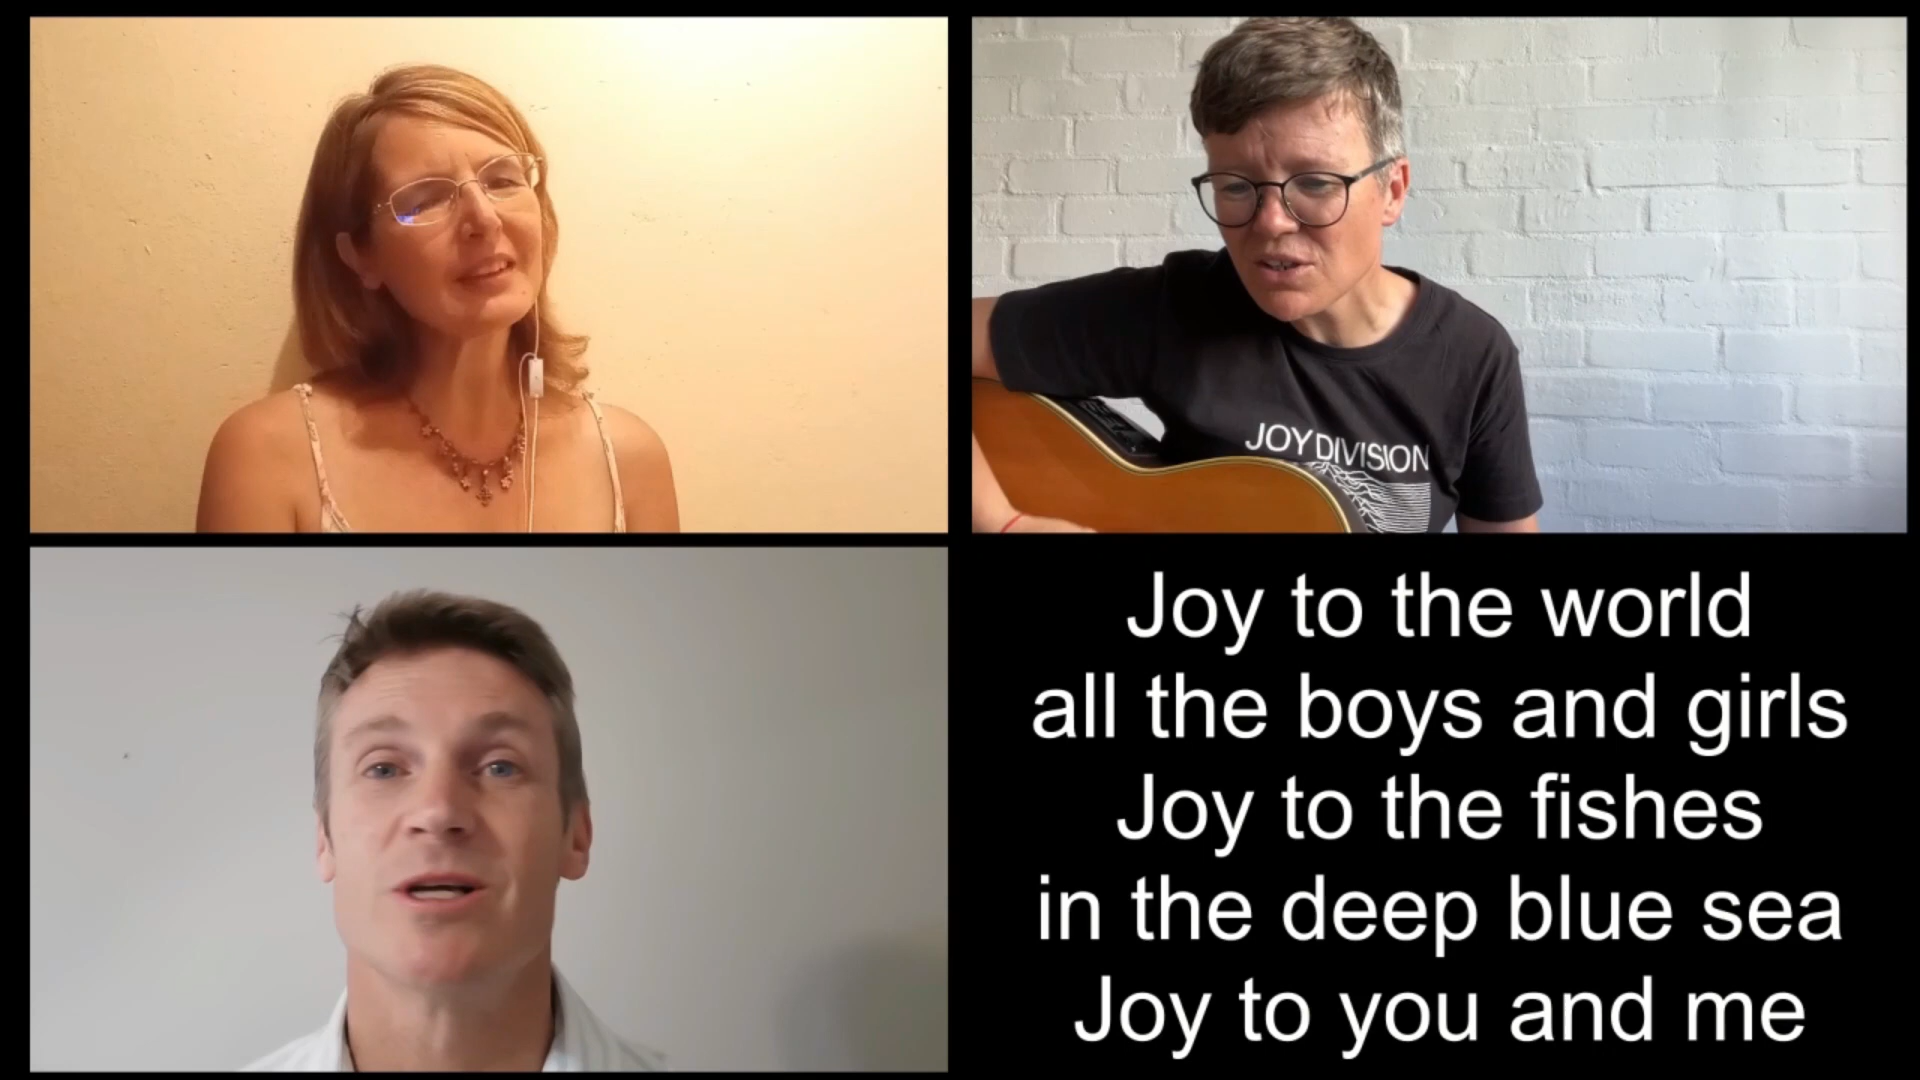 JOY DIVISION
Joy to the world
all the boys and girls
Joy to the fishes
in the deep blue sea
Joy to you and me